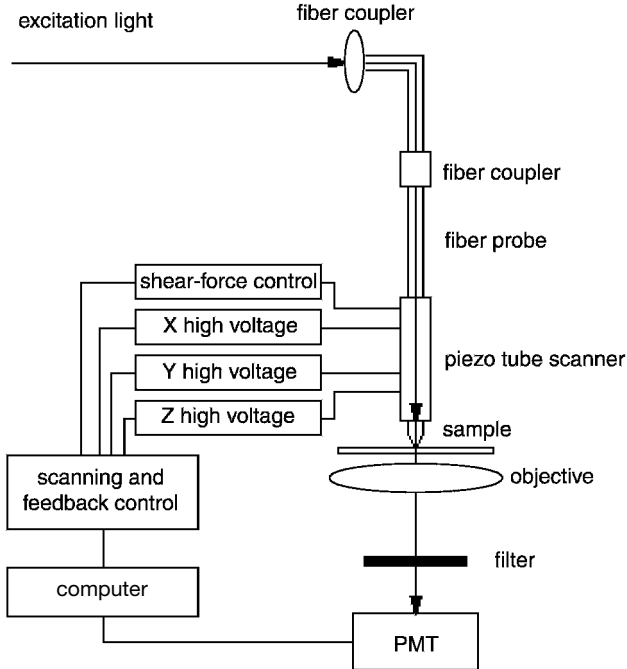 excitation light
fiber coupler
fiber coupler
fiber probe
shear-force control
X high voltage
Y high voltage
Z high voltage
piezo tube scanner
sample
objective
scanning and
feedback control
filter
computer
PMT